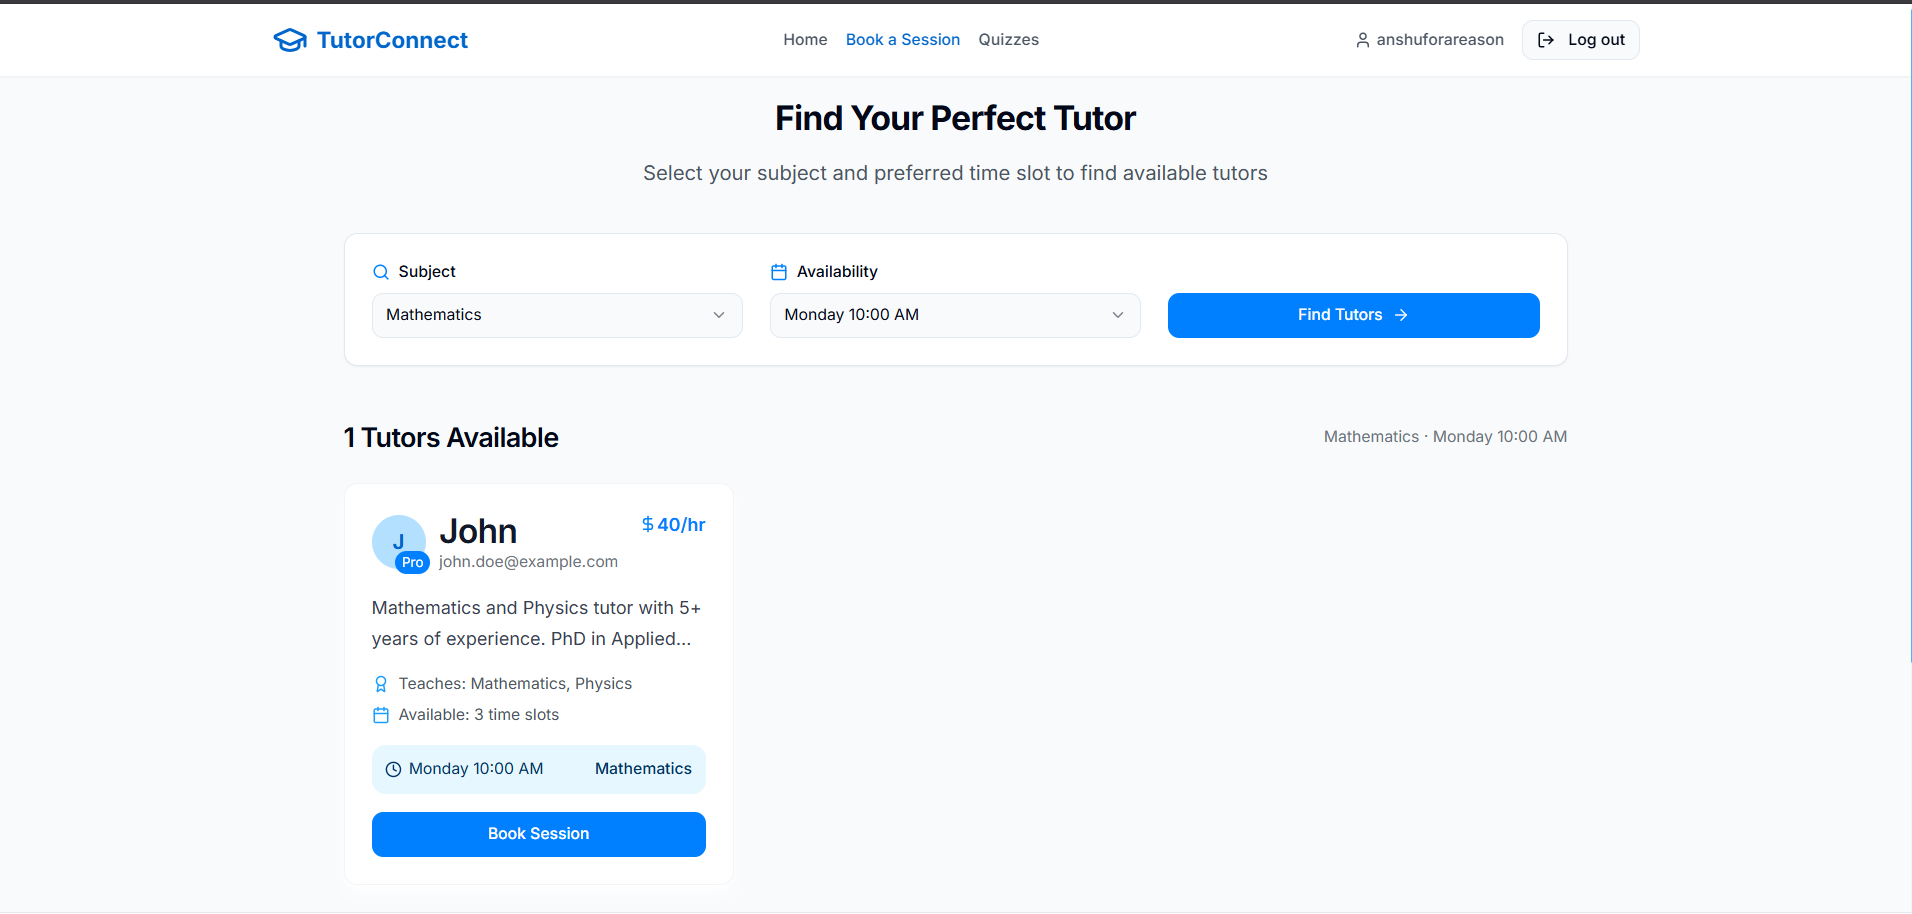 TutorConnect
Home
Book a Session
Quizzes
anshuforareason
Log out
Find Your Perfect Tutor
Select your subject and preferred time slot to find available tutors
Subject
Availability
Mathematics
Monday 10:00 AM
Find Tutors
1 Tutors Available
Mathematics · Monday 10:00 AM
J
Pro
John
$40/hr
john.doe@example.com
Mathematics and Physics tutor with 5+
years of experience. PhD in Applied...
Teaches: Mathematics, Physics
Available: 3 time slots
Monday 10:00 AM
Mathematics
Book Session